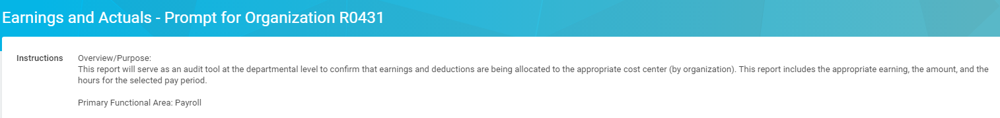 Earnings and Actuals - Prompt for Organization R0431
Instructions
Overview/Purpose:
This report will serve as an audit tool at the departmental level to confirm that earnings and deductions are being allocated to the appropriate cost center (by organization). This report includes the appropriate earning, the amount, and the
hours for the selected pay period.
Primary Functional Area: Payroll